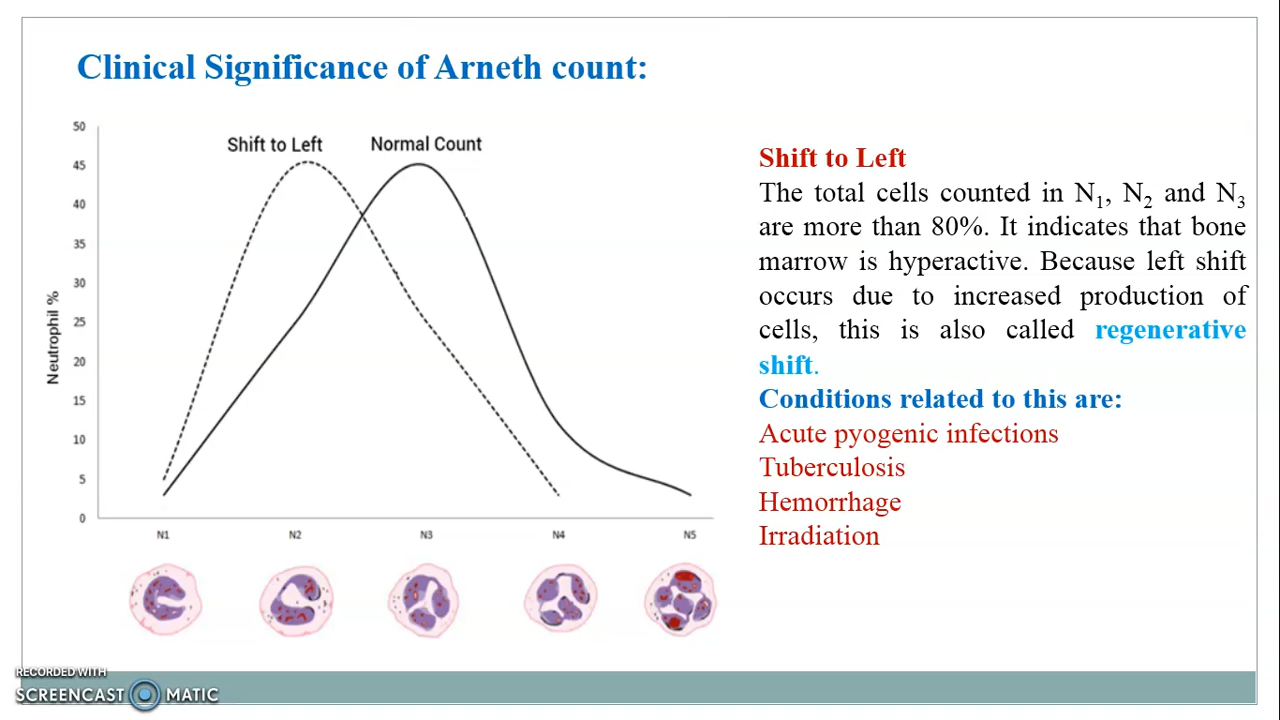 Clinical Significance of Arneth count:
50
45
40
35
30
25
20
15
10
5
0
Neutrophil %
Shift to Left
Normal Count
N1
N2
N3
N4
N5
Shift to Left
The total cells counted in N1, N2 and N3
are more than 80%. It indicates that bone
marrow is hyperactive. Because left shift
occurs due to increased production of
cells, this is also called regenerative
shift.
Conditions related to this are:
Acute pyogenic infections
Tuberculosis
Hemorrhage
Irradiation
RECORDED WITH
SCREENCAST MATIC